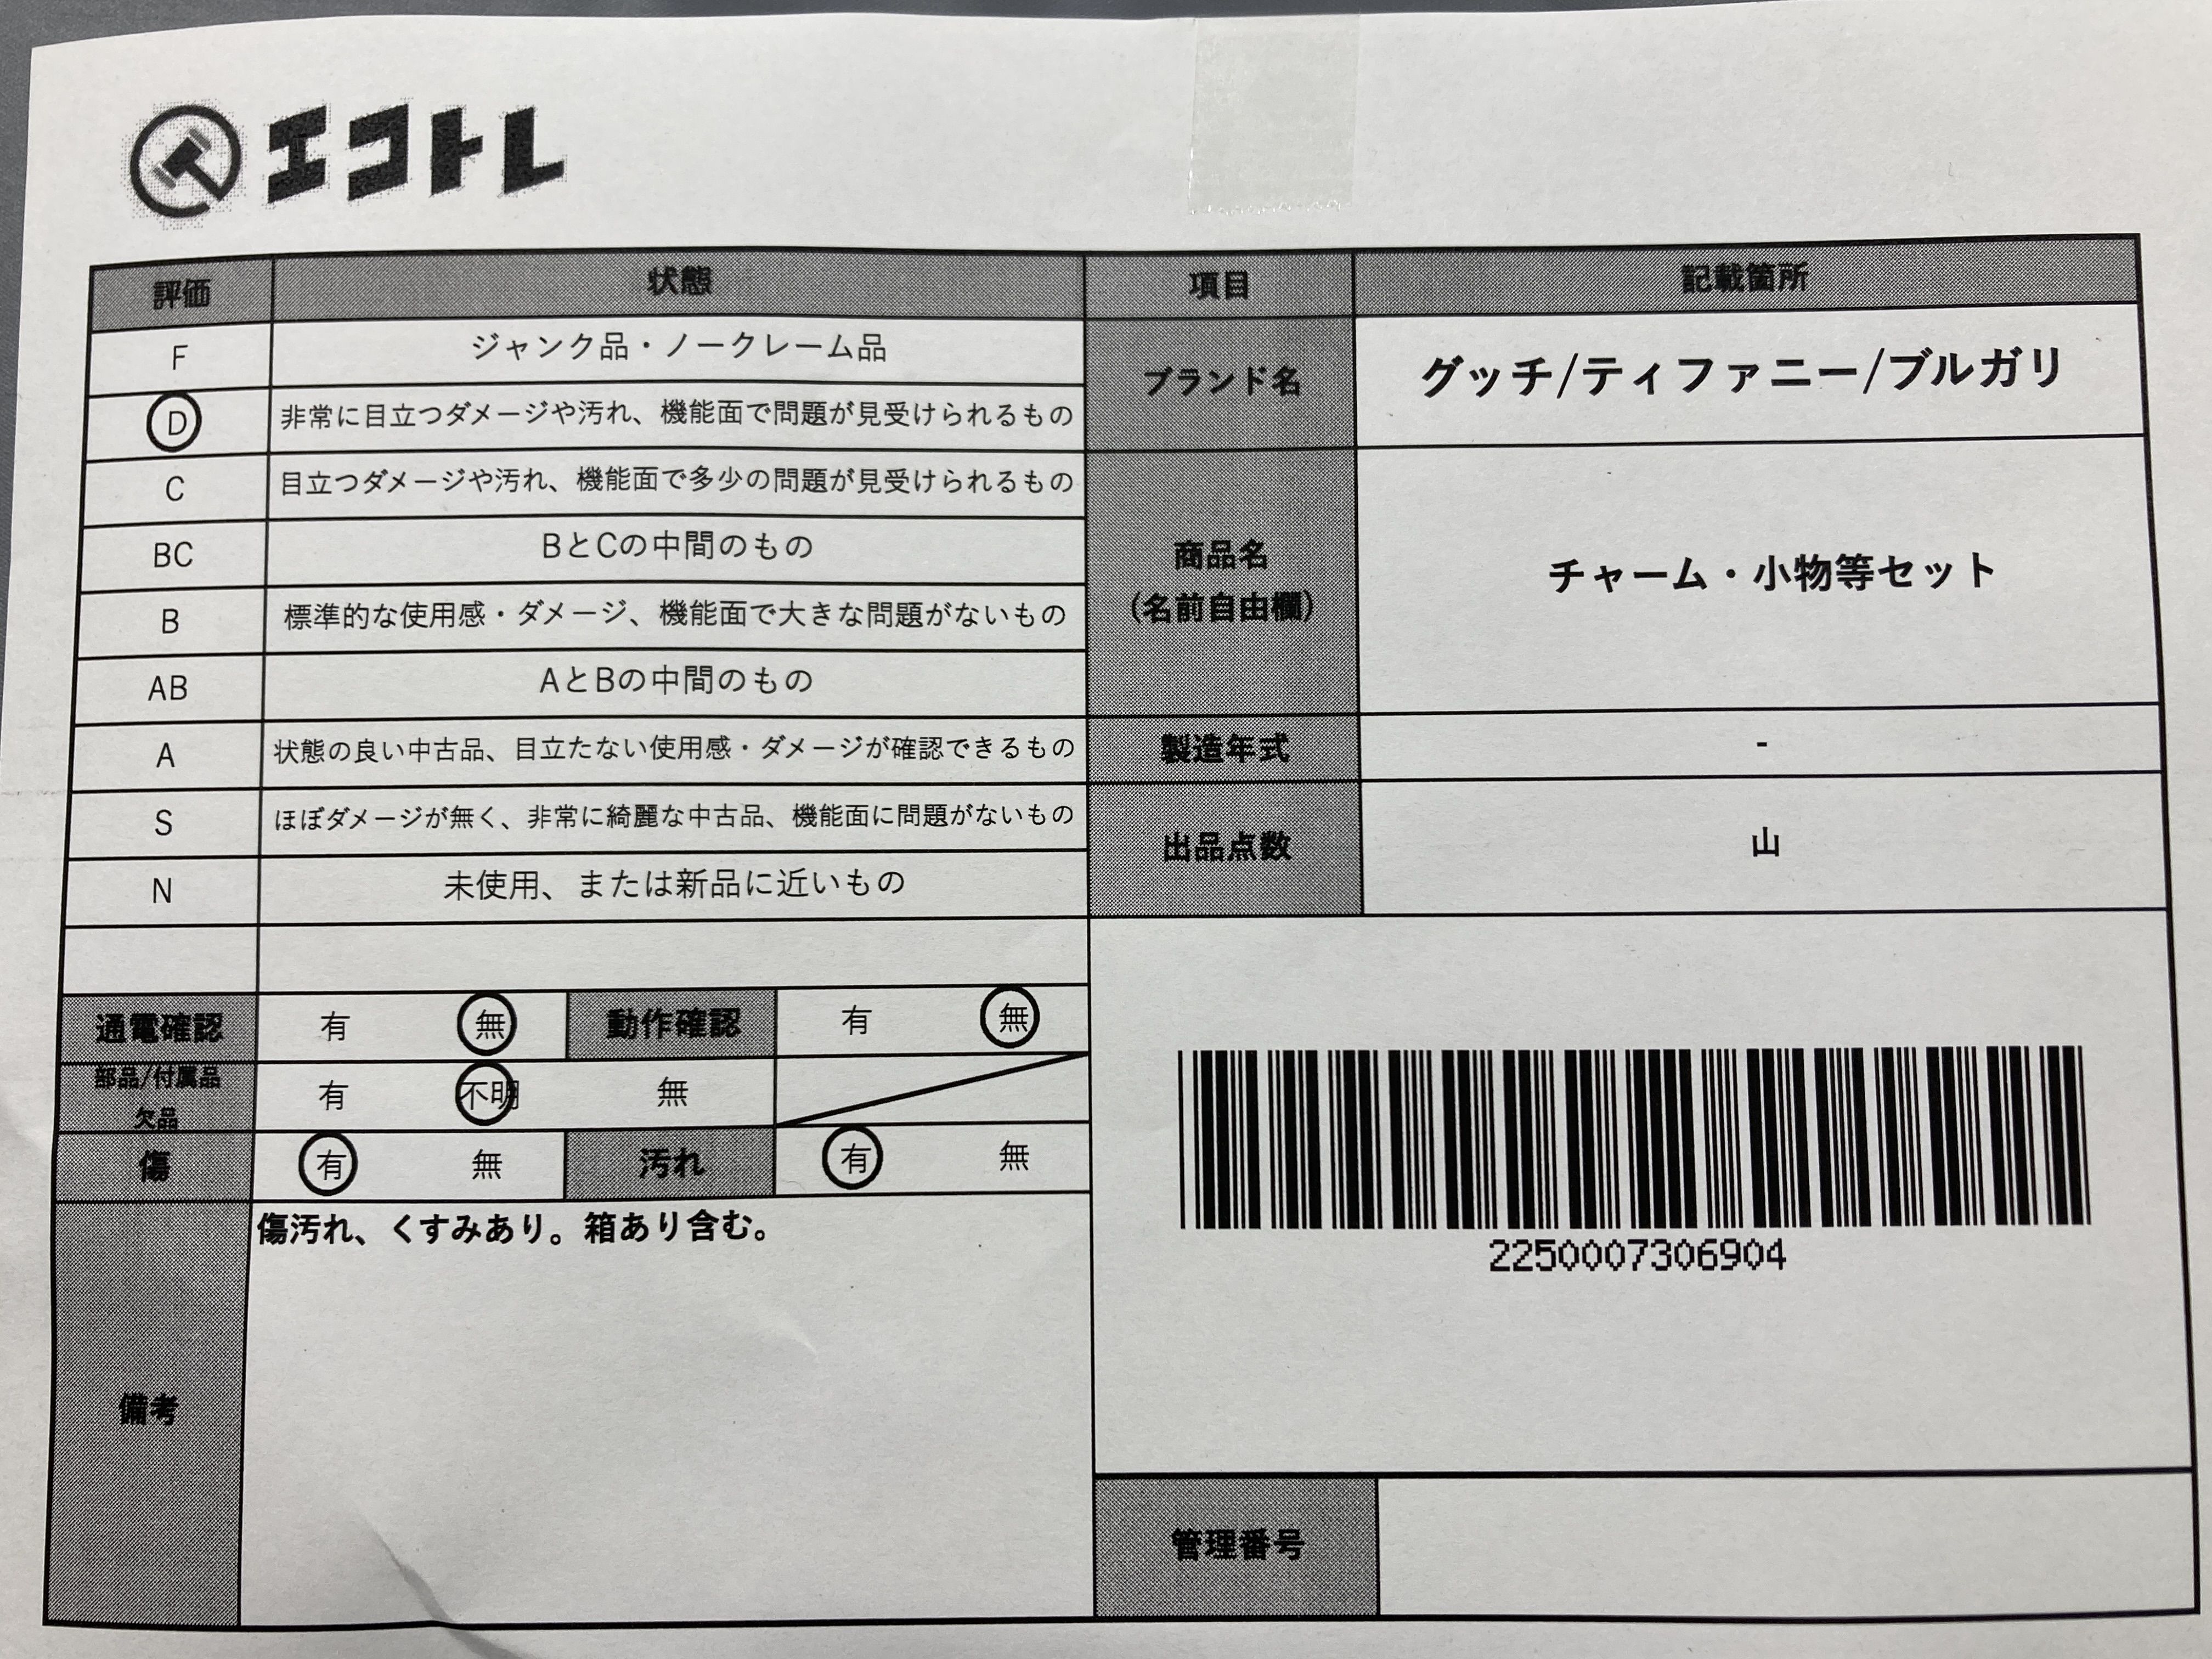 エコトレ
評価 状態 項目 記載箇所
F ジャンク品・ノークレーム品
D 非常に目立つダメージや汚れ、機能面で問題が見受けられるもの
C 目立つダメージや汚れ、機能面で多少の問題が見受けられるもの
BC BとCの中間のもの
B 標準的な使用感・ダメージ、機能面で大きな問題がないもの
AB AとBの中間のもの
A 状態の良い中古品、目立たない使用感・ダメージが確認できるもの
S ほぼダメージが無く、非常に綺麗な中古品、機能面に問題がないもの
N 未使用、または新品に近いもの
ブランド名 グッチ/ティファニー/ブルガリ
商品名
(名前自由欄)
チャーム・小物等セット
製造年式 -
出品点数 山
通電確認 有 無 動作確認 有 無
部品/付属品
欠品
有 不明 無
傷 有 無 汚れ 有 無
備考
傷汚れ、くすみあり。箱あり含む。
2250007306904
管理番号